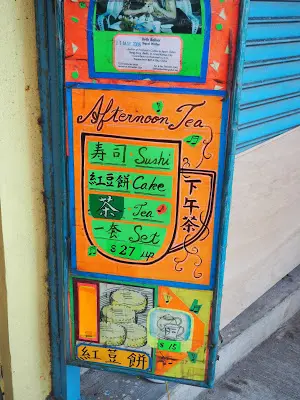 Afternoon Tea
寿司 Sushi
紅豆餅 Cake
茶 Tea
一套 Set
$27 up
下午茶
$15
紅豆餅